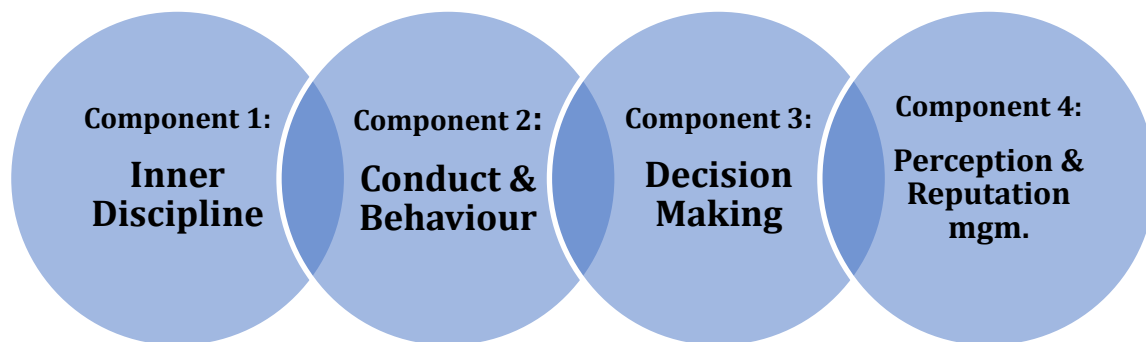 Component 1:
Inner
Discipline
Component 2:
Conduct &
Behaviour
Component 3:
Decision
Making
Component 4:
Perception &
Reputation
mgm.